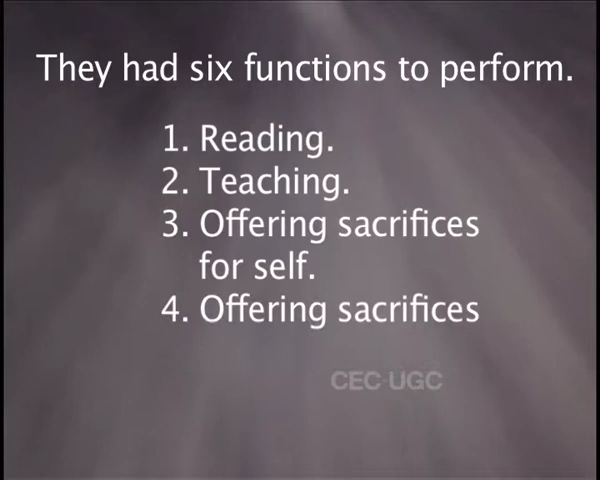 They had six functions to perform.
1. Reading.
2. Teaching.
3. Offering sacrifices
for self.
4. Offering sacrifices
CEC-UGC